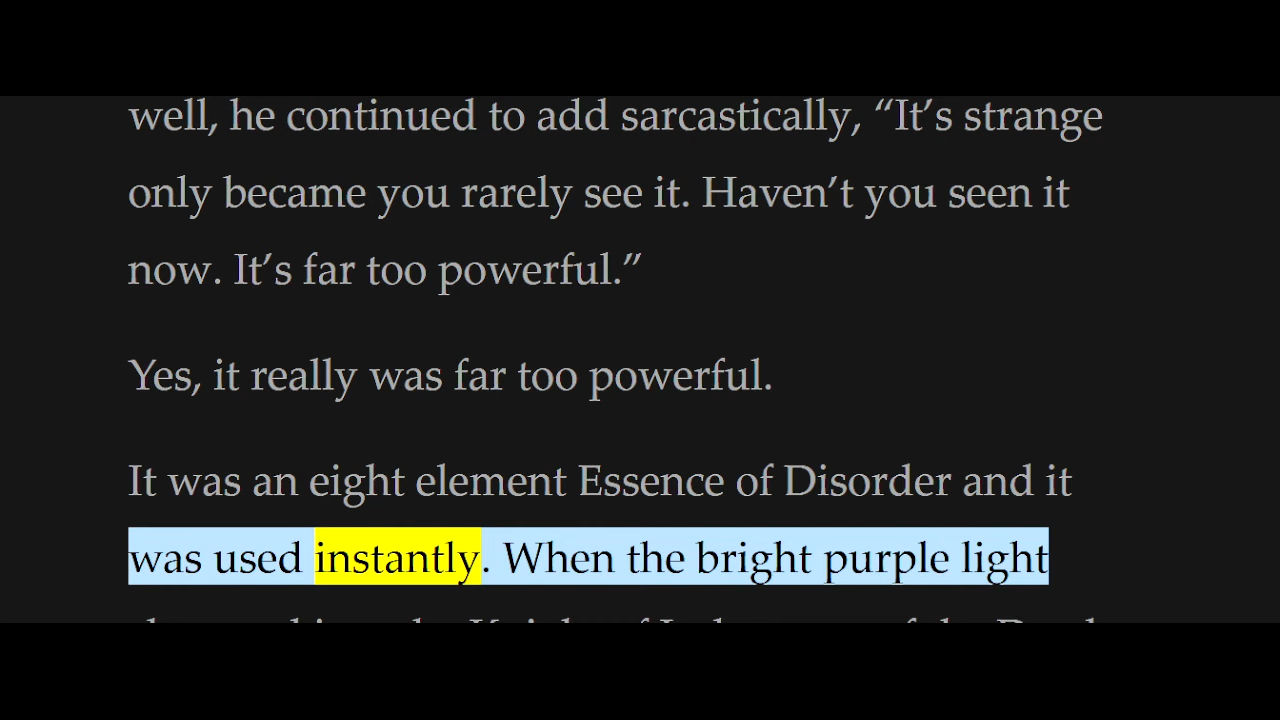 well, he continued to add sarcastically, “It’s strange
only became you rarely see it. Haven’t you seen it
now. It’s far too powerful.”
Yes, it really was far too powerful.
It was an eight element Essence of Disorder and it
was used instantly. When the bright purple light